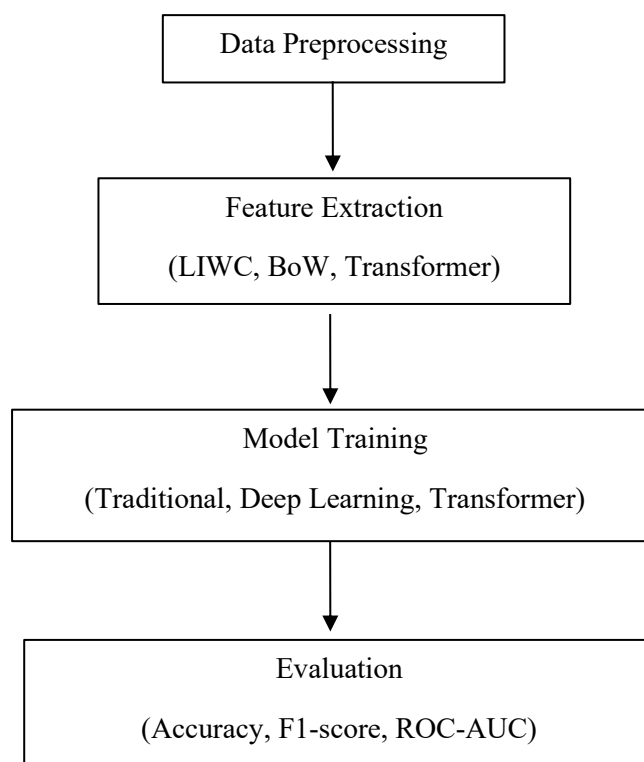 Data Preprocessing
Feature Extraction
(LIWC, BoW, Transformer)
Model Training
(Traditional, Deep Learning, Transformer)
Evaluation
(Accuracy, F1-score, ROC-AUC)